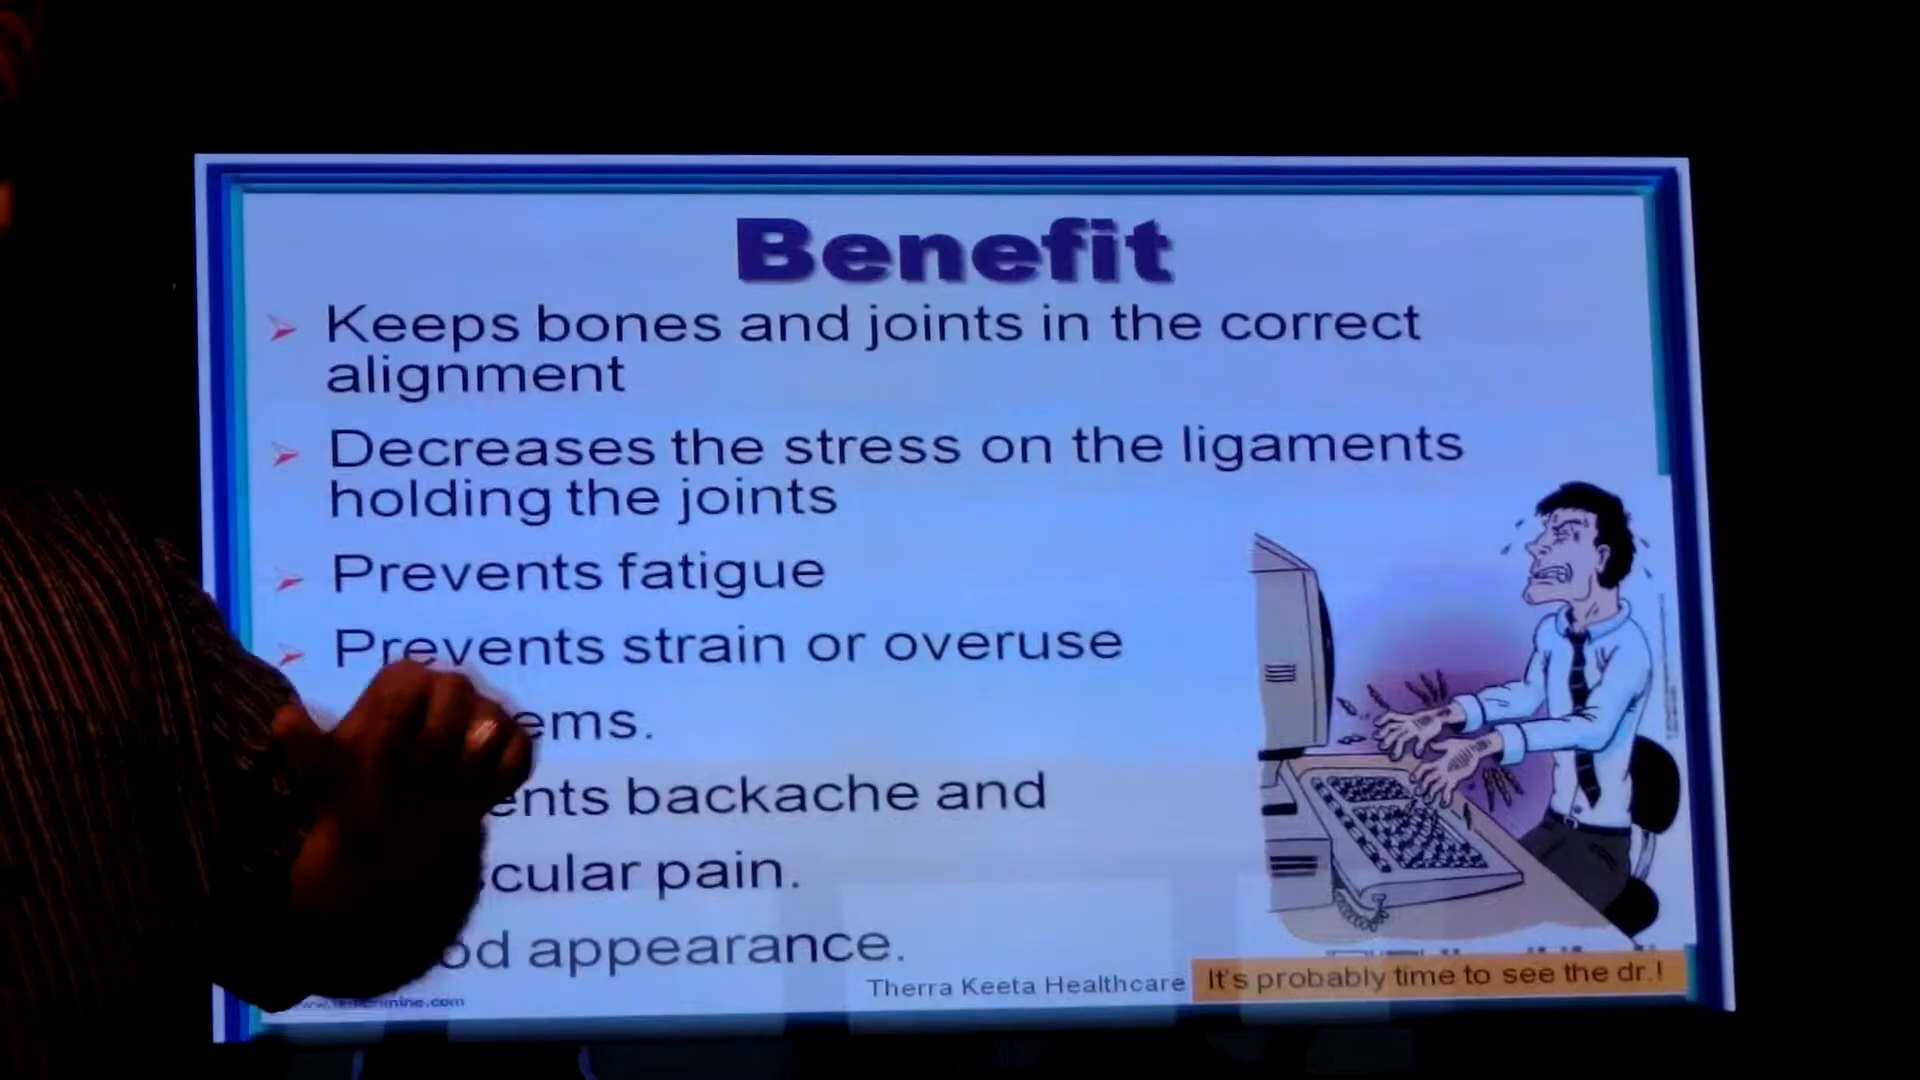 Benefit
Keeps bones and joints in the correct
alignment
Decreases the stress on the ligaments
holding the joints
Prevents fatigue
Prevents strain or overuse
ems.
ents backache and
scular pain.
od appearance.
Therra Keeta Healthcare
It's probably time to see the dr.!